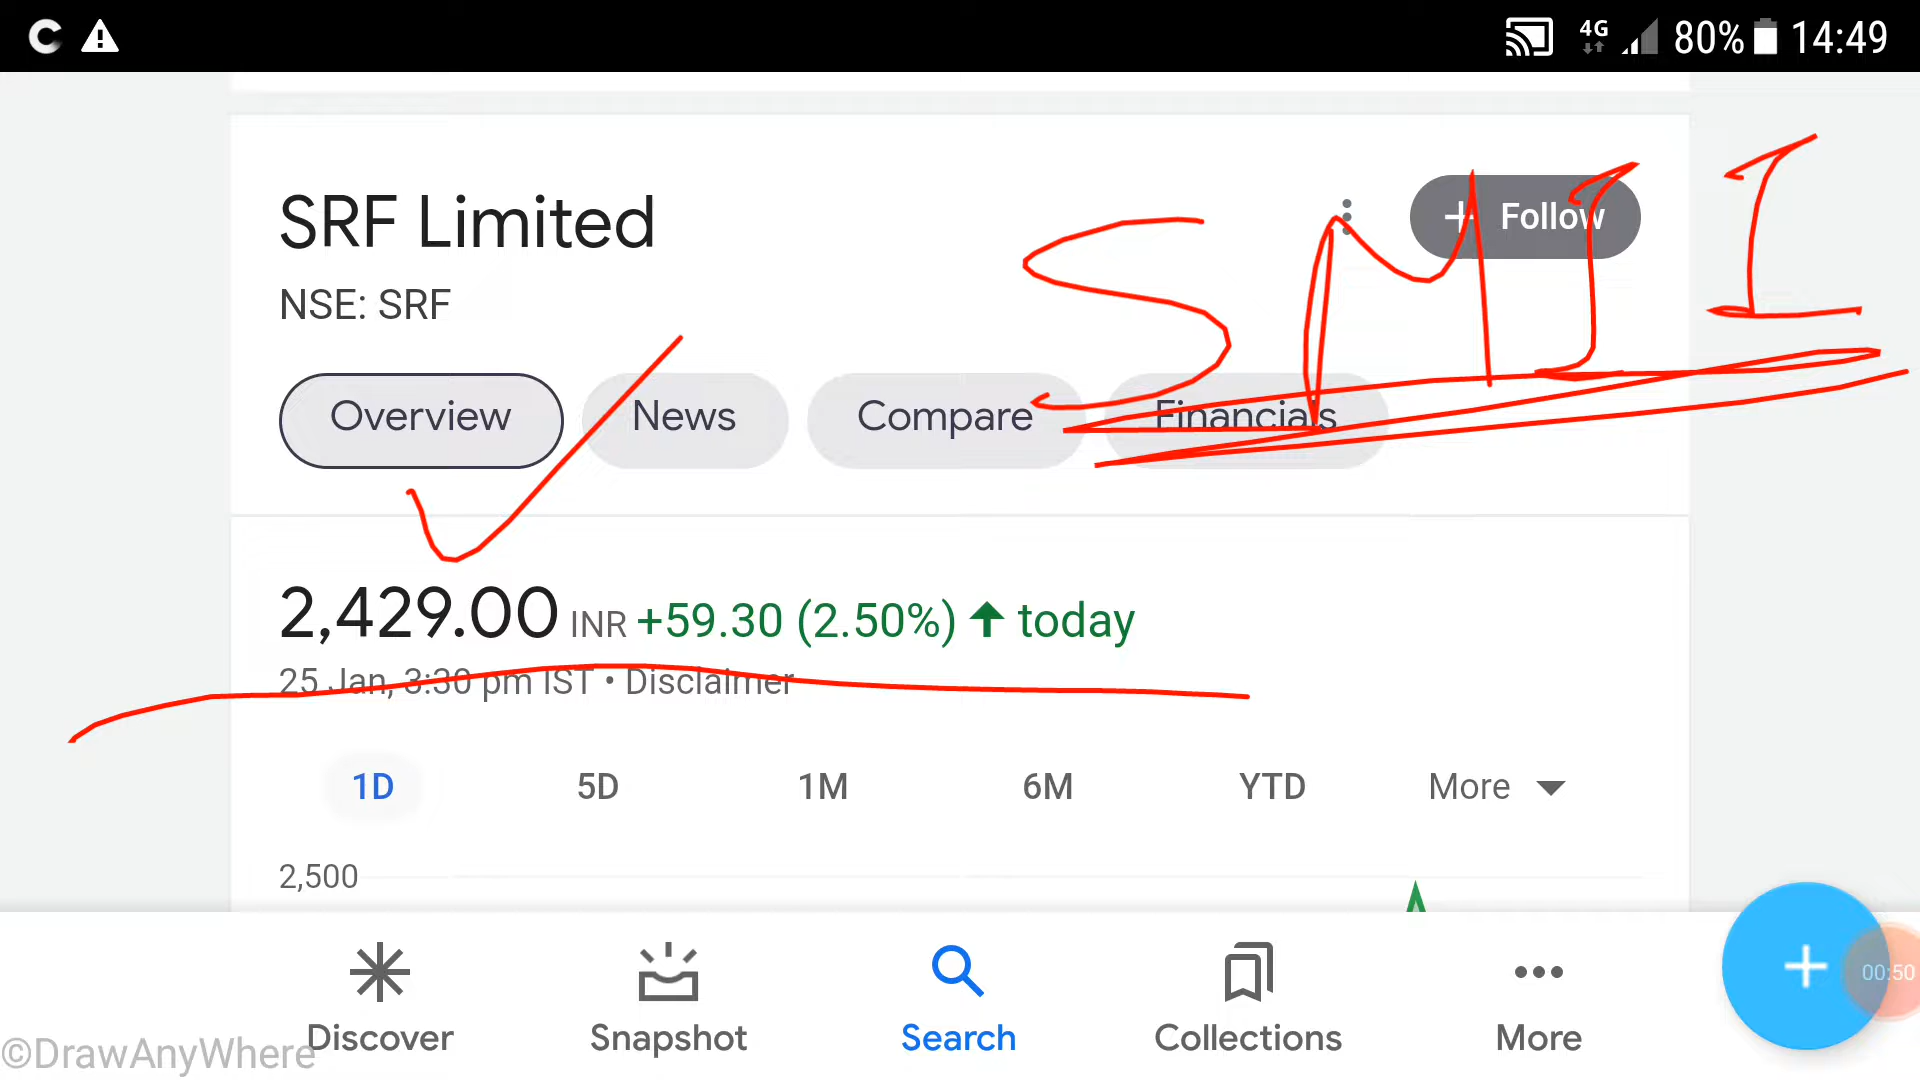 4G 80% 14:49
SRF Limited
+ Follow
NSE: SRF
Overview News Compare Financials
2,429.00 INR +59.30 (2.50%) ↑ today
25 Jan, 3:30 pm IST • Disclaimer
1D 5D 1M 6M YTD More
2,500
00:50
Discover Snapshot Search Collections More
©DrawAnyWhere